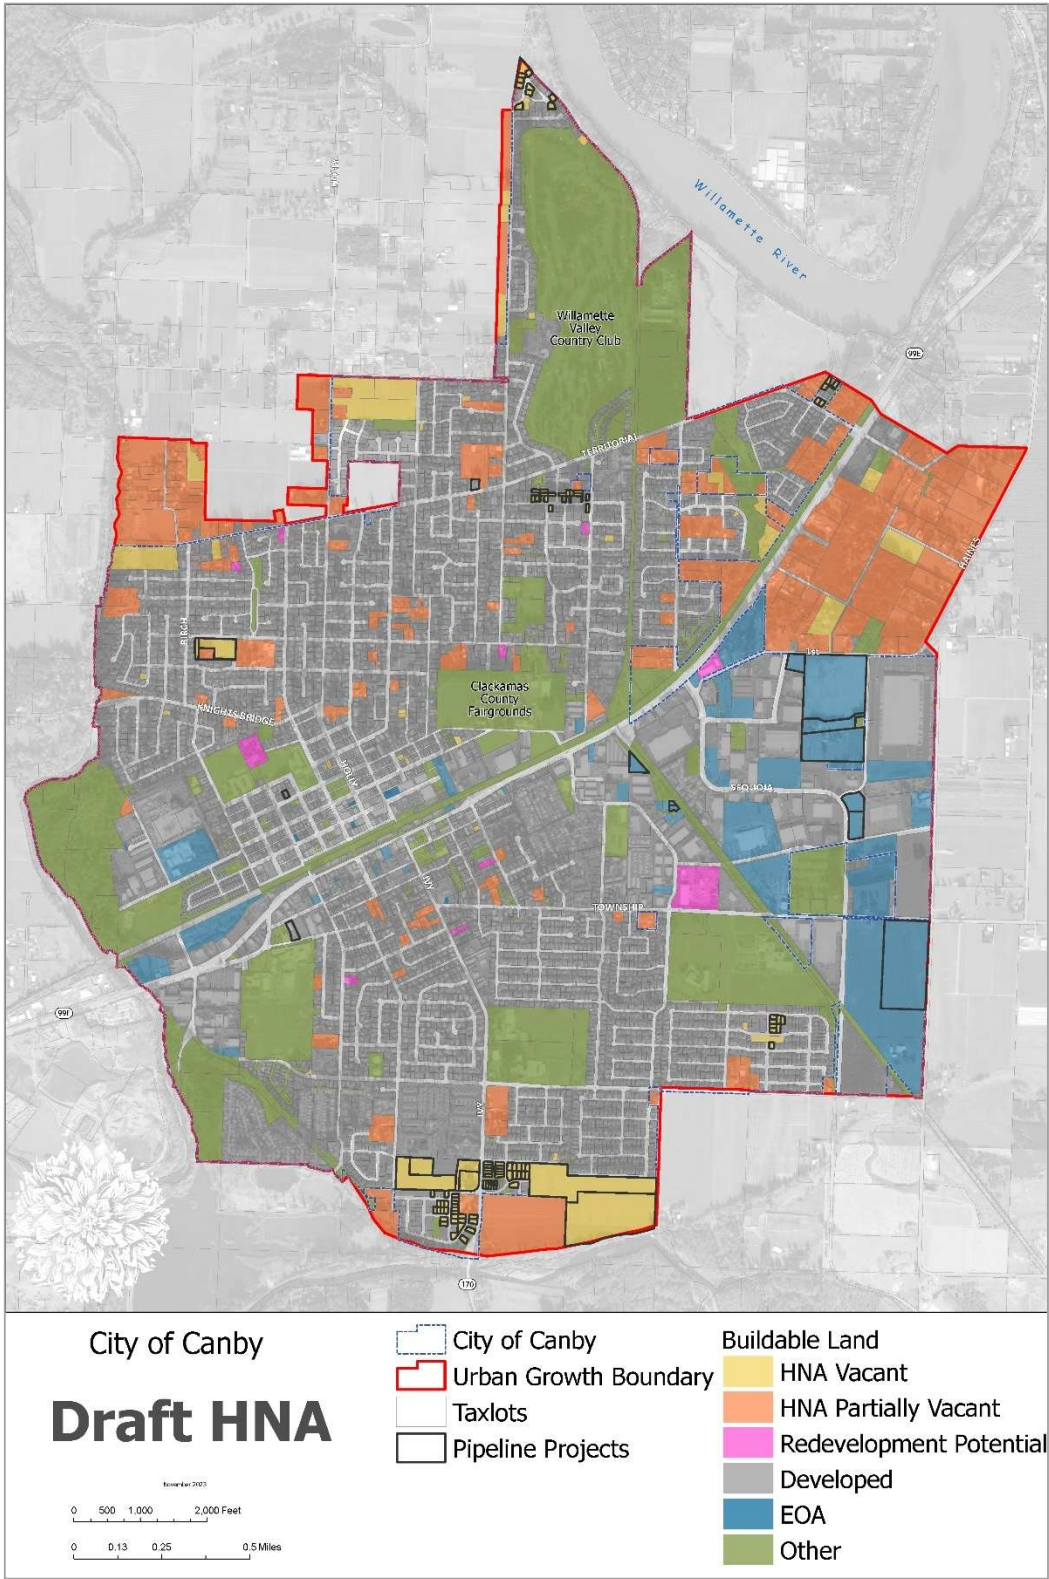 Willamette River
99E
Willamette
Valley
Country Club
TERRITORIAL
HAINES
BIRCH
1st
Clackamas
County
Fairgrounds
KNIGHTS BRIDGE
HOLLY
SEQUOIA
IVY
TOWNSHIP
99E
IVY
170
City of Canby
Draft HNA
November 2023
0 500 1,000 2,000 Feet
0 0.13 0.25 0.5 Miles
City of Canby
Urban Growth Boundary
Taxlots
Pipeline Projects
Buildable Land
HNA Vacant
HNA Partially Vacant
Redevelopment Potential
Developed
EOA
Other